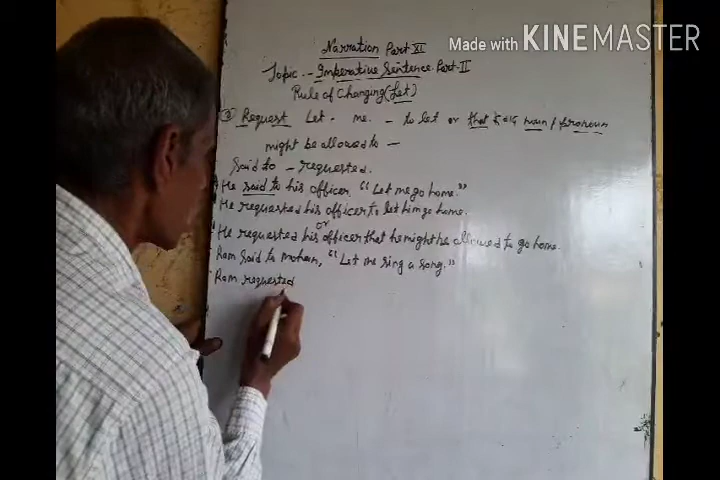 Made with KINEMASTER
Narration Part XI
Topic - Imperative Sentence Part-II
Rule of Changing (Let)
③ Request Let - me. - to let or that के बाद noun / pronoun
might be allowed to -
Said to - requested.
He said to his officer "Let me go home."
He requested his officer to let him go home.
or
He requested his officer that he might be allowed to go home.
Ram said to mohan, "Let me sing a song."
Ram requested